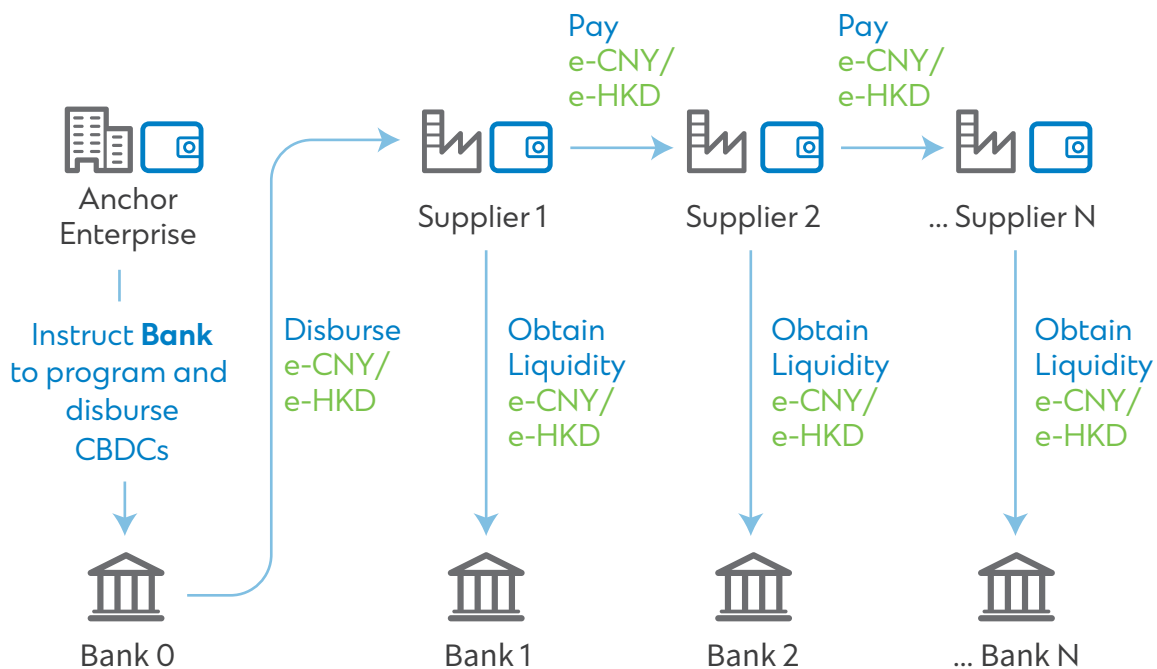 Pay
e-CNY/
e-HKD
Pay
e-CNY/
e-HKD
Anchor
Enterprise
Supplier 1
Supplier 2
... Supplier N
Instruct Bank
to program and
disburse
CBDCs
Disburse
e-CNY/
e-HKD
Obtain
Liquidity
e-CNY/
e-HKD
Obtain
Liquidity
e-CNY/
e-HKD
Obtain
Liquidity
e-CNY/
e-HKD
Bank 0
Bank 1
Bank 2
... Bank N